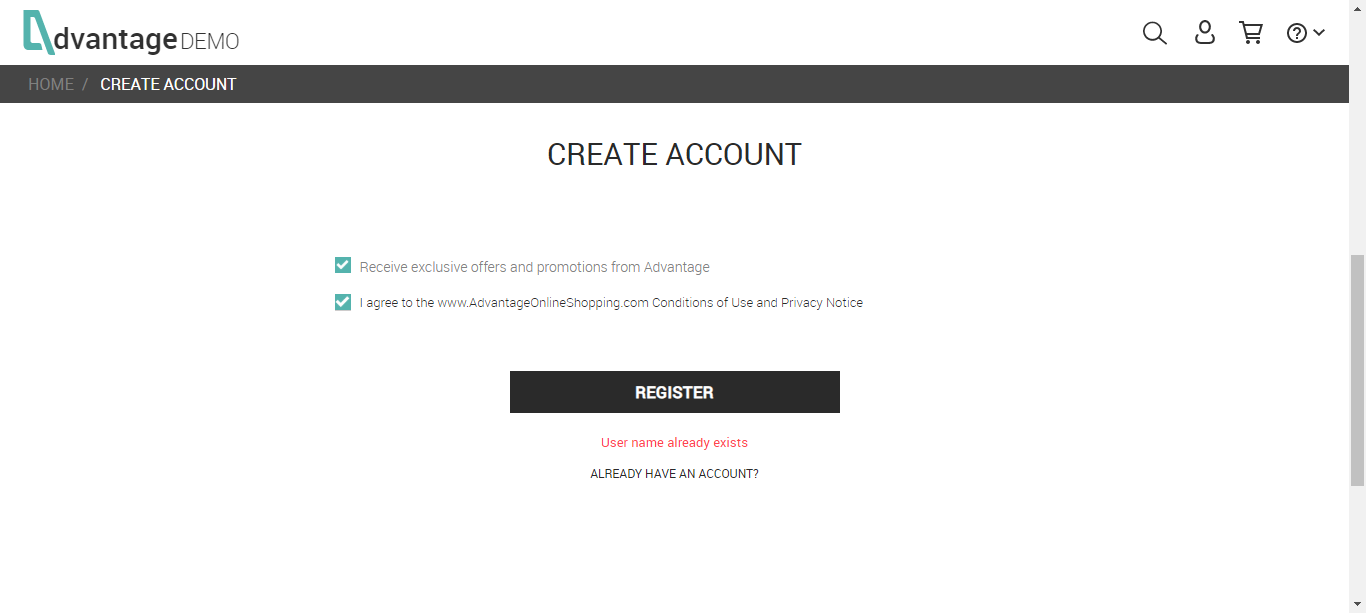 dvantage DEMO
HOME / CREATE ACCOUNT
CREATE ACCOUNT
Receive exclusive offers and promotions from Advantage
I agree to the www.AdvantageOnlineShopping.com Conditions of Use and Privacy Notice
REGISTER
User name already exists
ALREADY HAVE AN ACCOUNT?